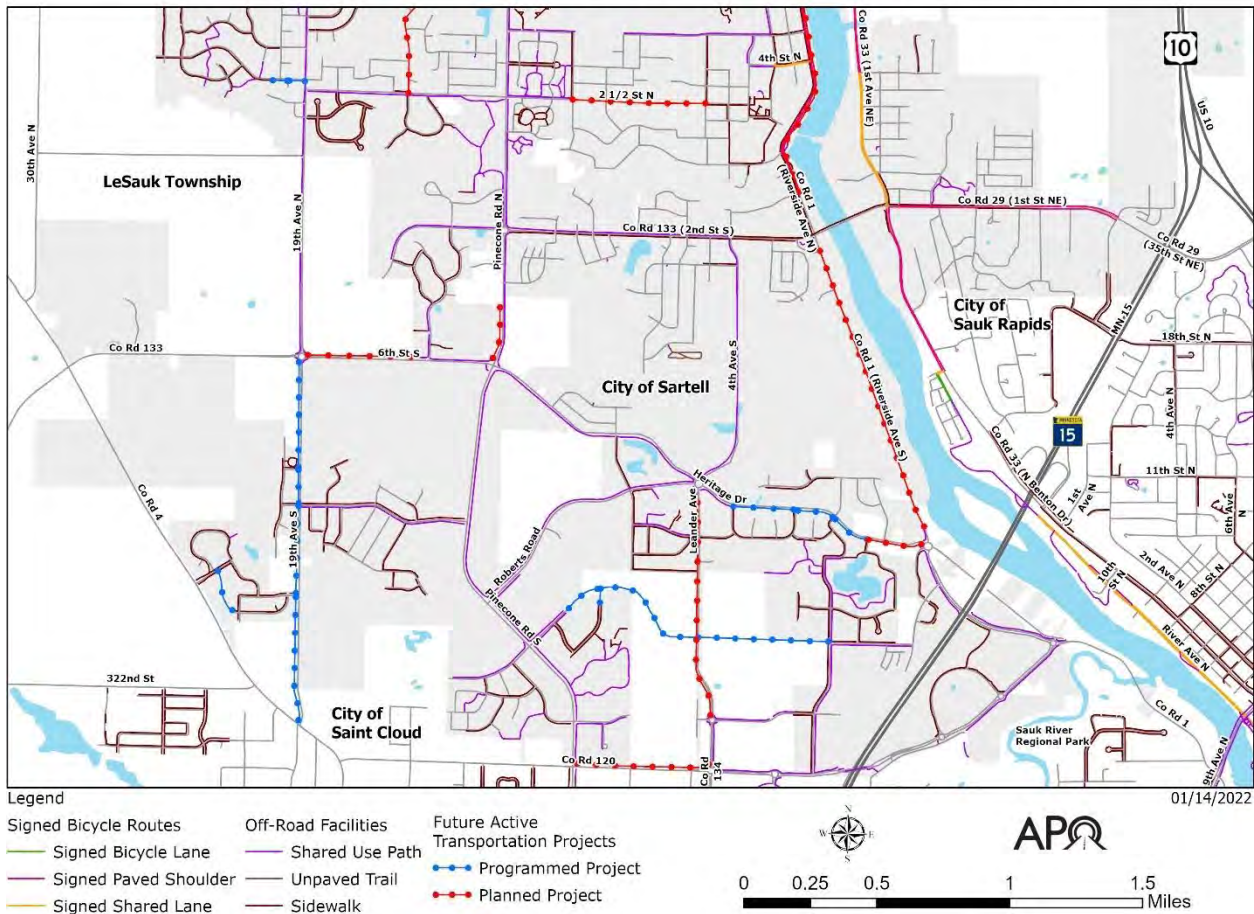 4th St N
Co Rd 33 (1st Ave NE)
10
US 10
2 1/2 St N
30th Ave N
LeSauk Township
19th Ave N
Pinecone Rd N
Co Rd 1
(Riverside Ave N)
Co Rd 29 (1st St NE)
Co Rd 133 (2nd St S)
Co Rd 29
(35th St NE)
City of
Sauk Rapids
MN-15
18th St N
Co Rd 133
6th St S
City of Sartell
4th Ave S
Co Rd 1 (Riverside Ave S)
4th Ave N
MINNESOTA
15
Co Rd 4
19th Ave S
Heritage Dr
Leander Ave
Co Rd 33 (N Benton Dr)
1st
Ave N
11th St N
6th Ave
N
Roberts Road
Pinecone Rd S
10th
St N
2nd Ave N
8th St N
River Ave N
322nd St
City of
Saint Cloud
Co Rd 120
Co Rd
134
Sauk River
Regional Park
Co Rd 1
9th Ave N
01/14/2022
Legend
Signed Bicycle Routes
Signed Bicycle Lane
Signed Paved Shoulder
Signed Shared Lane
Off-Road Facilities
Shared Use Path
Unpaved Trail
Sidewalk
Future Active
Transportation Projects
Programmed Project
Planned Project
N
W
E
S
APO
0 0.25 0.5 1 1.5
Miles